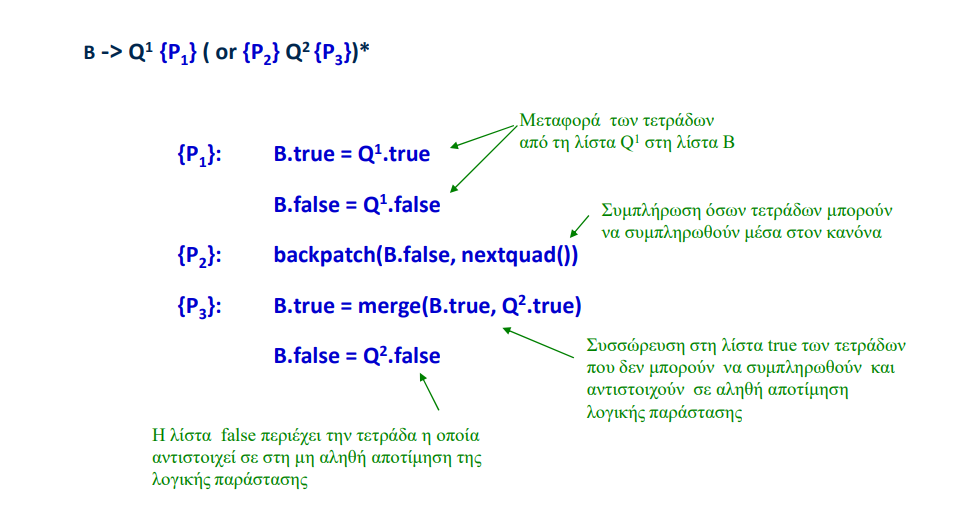 B -> Q¹ {P₁} ( or {P₂} Q² {P₃})*
Μεταφορά των τετράδων
από τη λίστα Q¹ στη λίστα B
{P₁}: B.true = Q¹.true
B.false = Q¹.false
Συμπλήρωση όσων τετράδων μπορούν
να συμπληρωθούν μέσα στον κανόνα
{P₂}: backpatch(B.false, nextquad())
{P₃}: B.true = merge(B.true, Q².true)
Συσσώρευση στη λίστα true των τετράδων
που δεν μπορούν να συμπληρωθούν και
αντιστοιχούν σε αληθή αποτίμηση
λογικής παράστασης
B.false = Q².false
Η λίστα false περιέχει την τετράδα η οποία
αντιστοιχεί σε στη μη αληθή αποτίμηση της
λογικής παράστασης